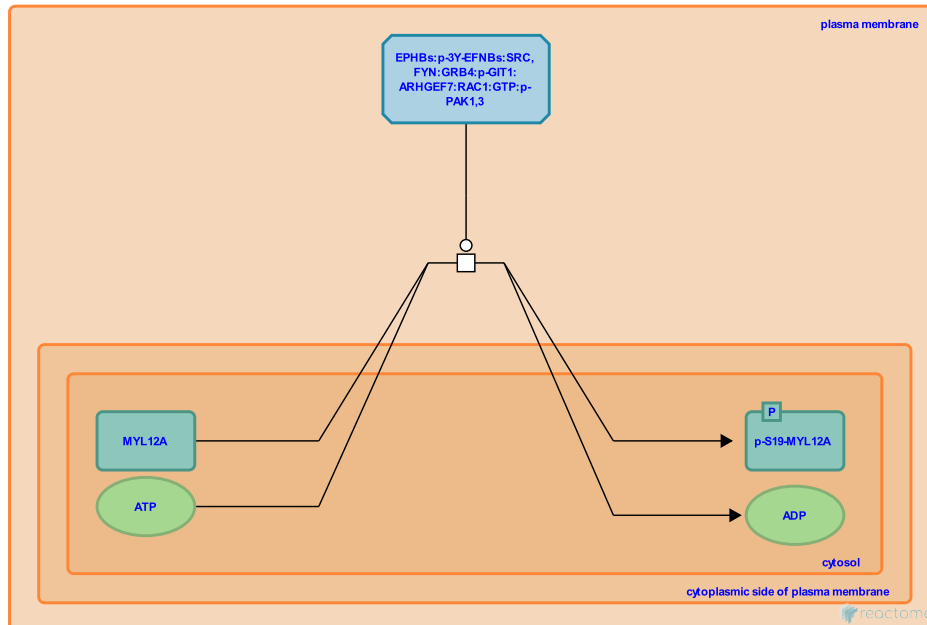 plasma membrane
EPHBs:p-3Y-EFNBs:SRC,
FYN:GRB4:p-GIT1:
ARHGEF7:RAC1:GTP:p-
PAK1,3
MYL12A
P
p-S19-MYL12A
ATP
ADP
cytosol
cytoplasmic side of plasma membrane
reactome